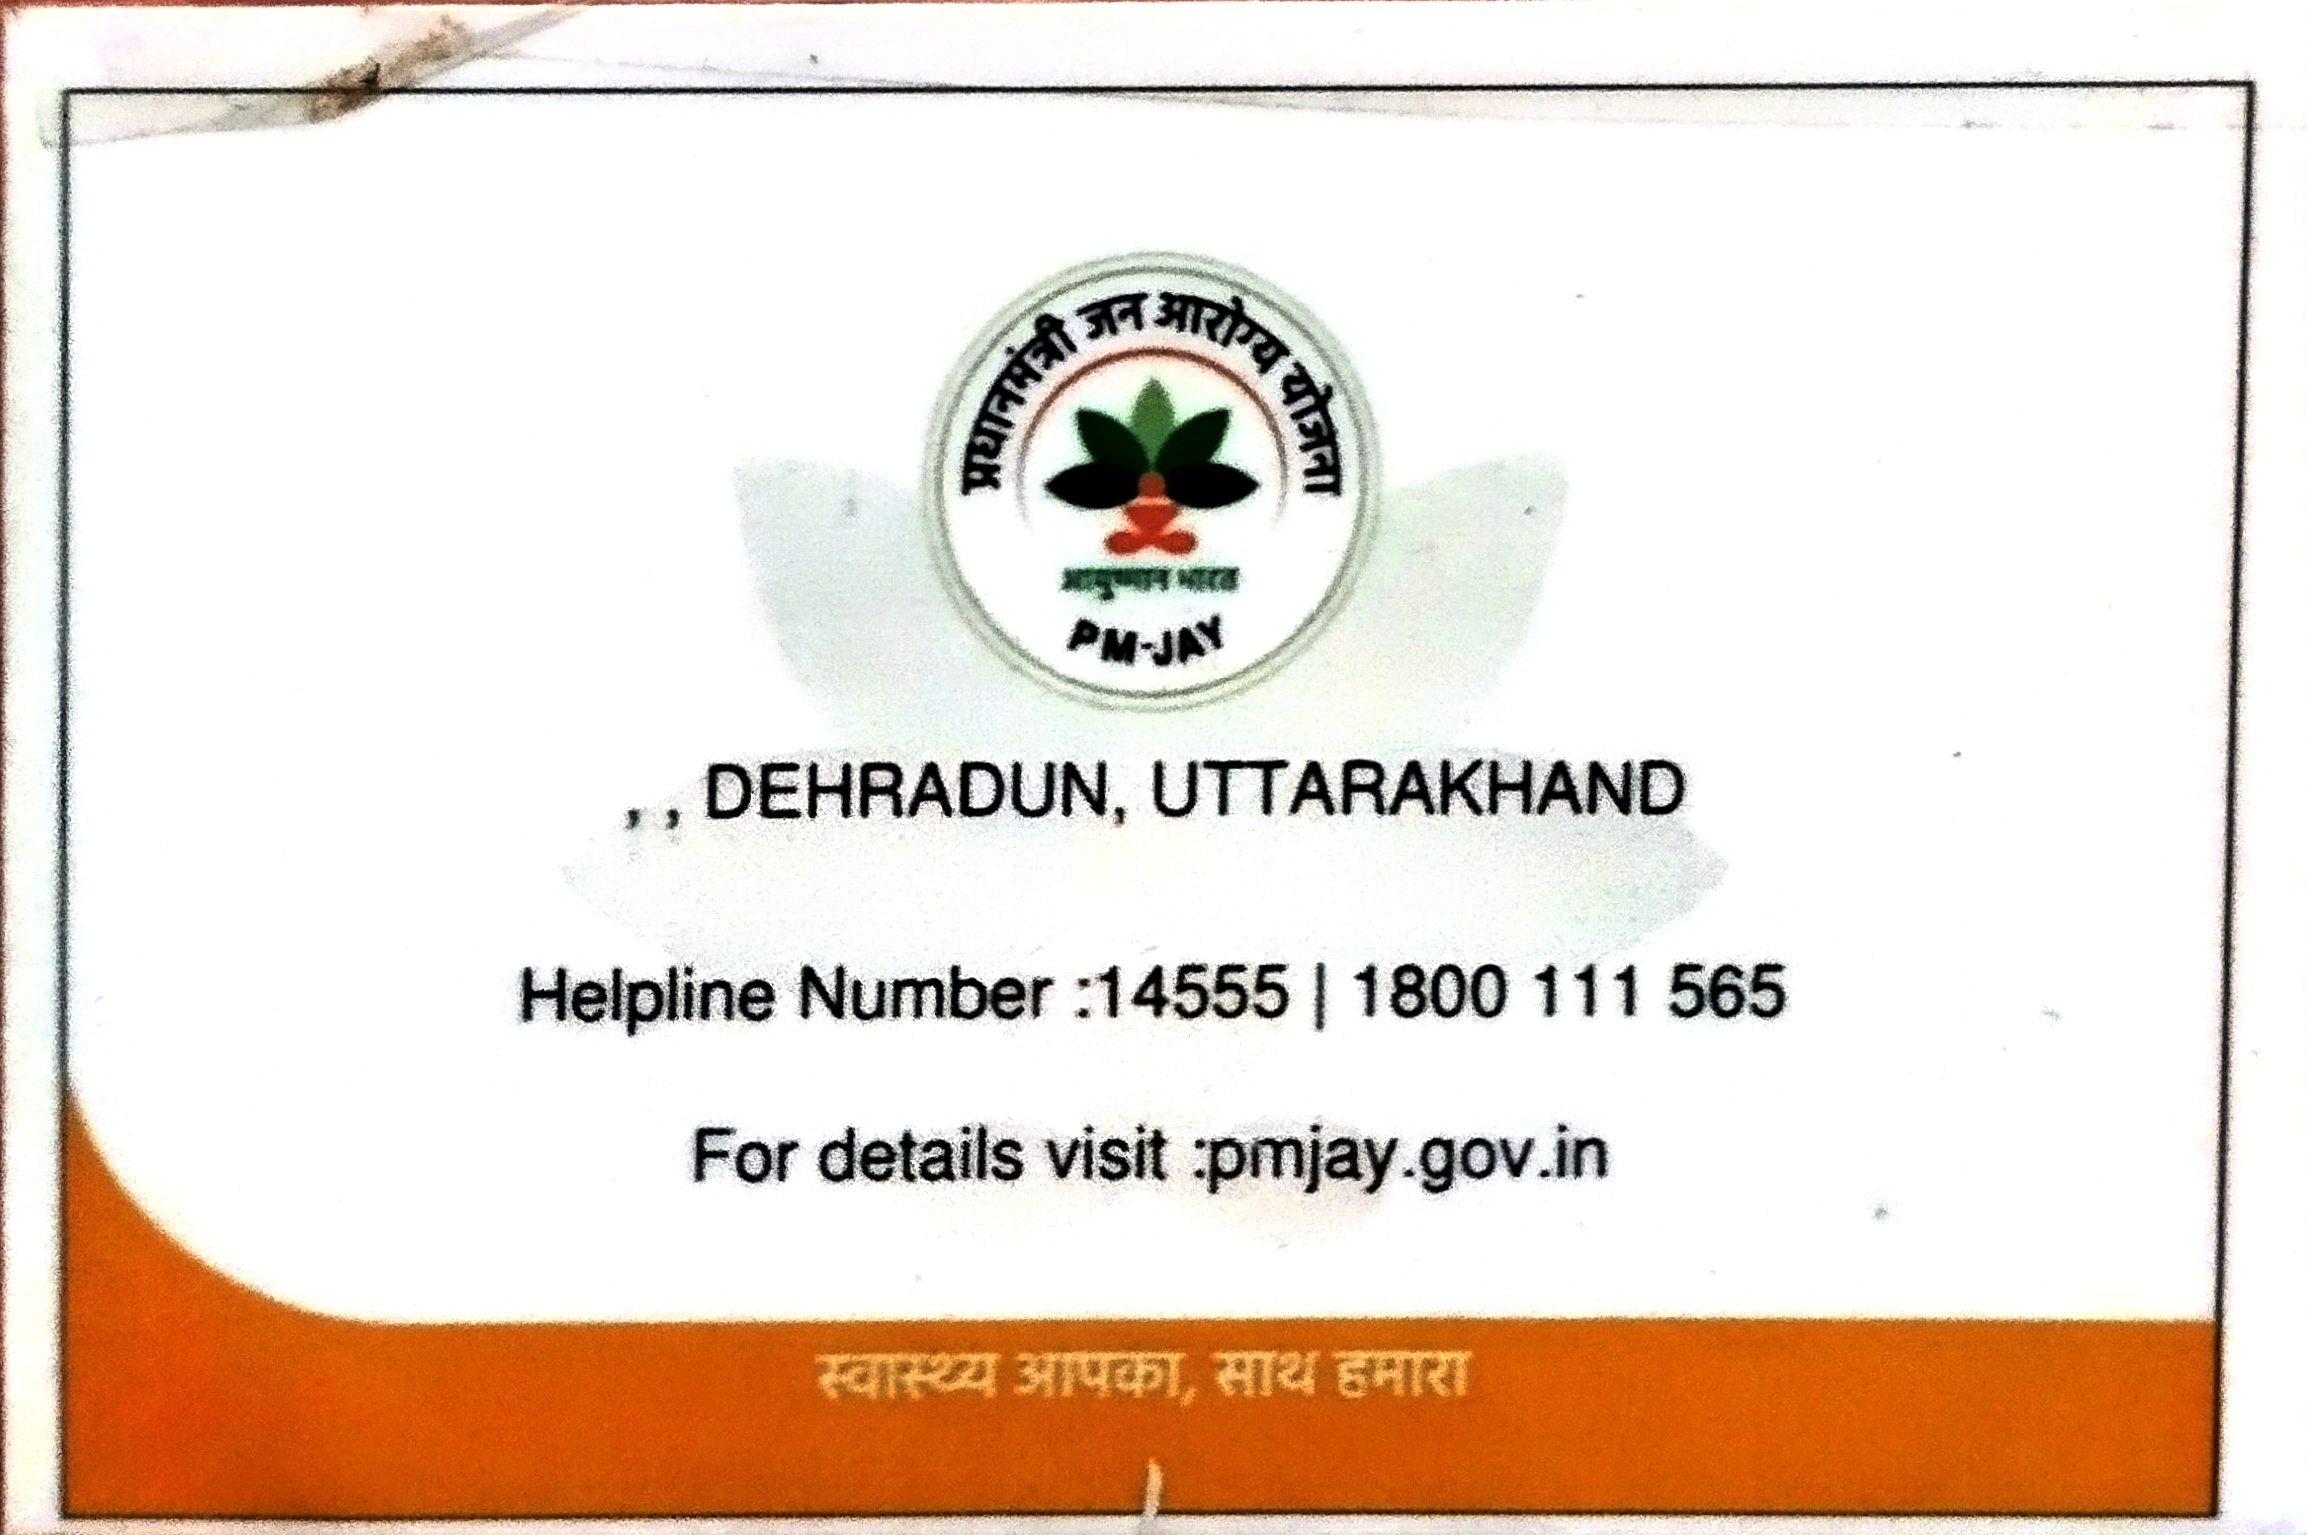 प्रधानमंत्री जन आरोग्य योजना
आयुष्मान भारत
PM-JAY
, , DEHRADUN, UTTARAKHAND
Helpline Number :14555 | 1800 111 565
For details visit :pmjay.gov.in
स्वास्थ्य आपका, साथ हमारा